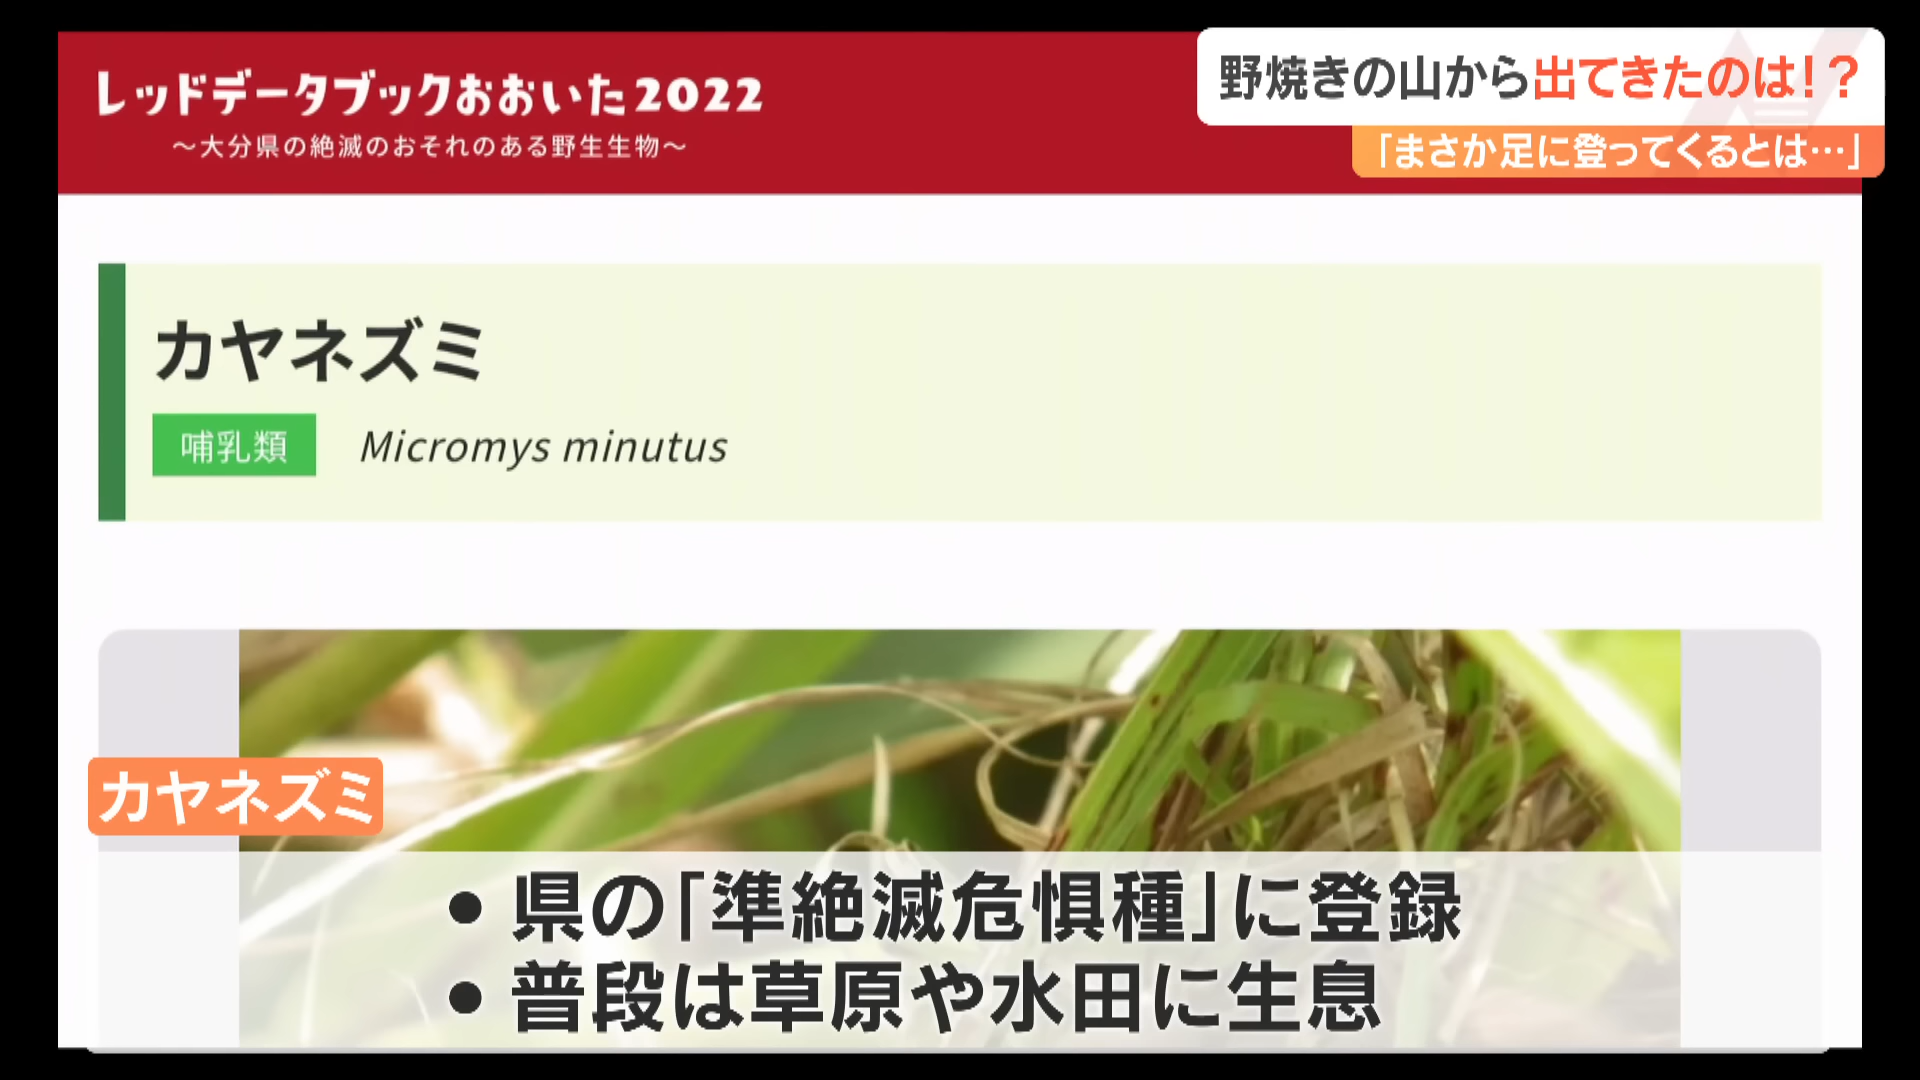 レッドデータブックおおいた2022
～大分県の絶滅のおそれのある野生生物～
野焼きの山から出てきたのは！？
「まさか足に登ってくるとは…」
カヤネズミ
哺乳類 Micromys minutus
カヤネズミ
• 県の「準絶滅危惧種」に登録
• 普段は草原や水田に生息